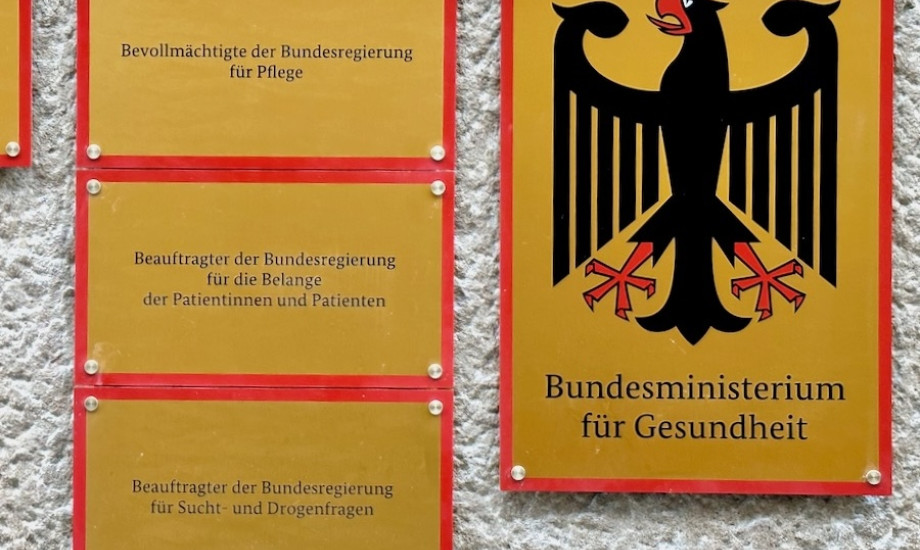 Bevollmächtigte der Bundesregierung
für Pflege
Beauftragter der Bundesregierung
für die Belange
der Patientinnen und Patienten
Beauftragter der Bundesregierung
für Sucht- und Drogenfragen
Bundesministerium
für Gesundheit